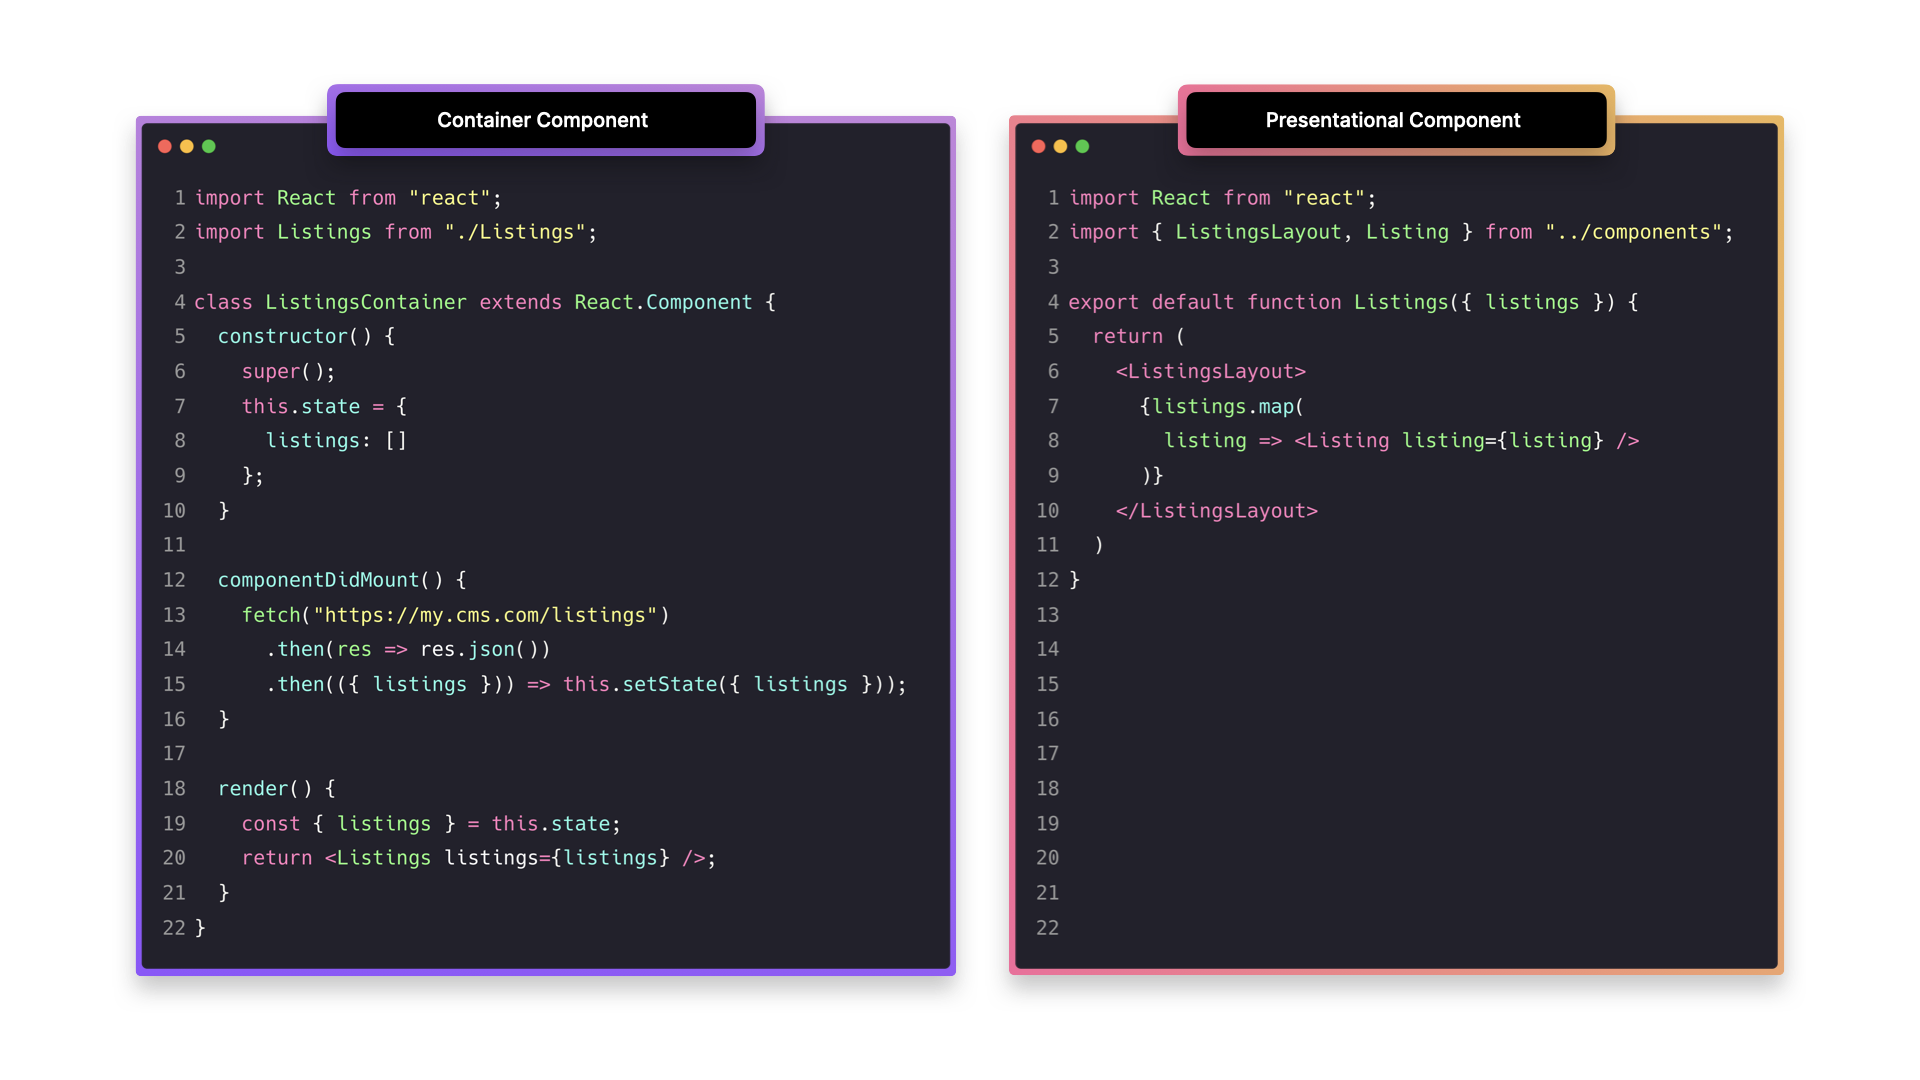 Container Component
1 import React from "react";
2 import Listings from "./Listings";
3
4 class ListingsContainer extends React.Component {
5   constructor() {
6     super();
7     this.state = {
8       listings: []
9     };
10   }
11
12   componentDidMount() {
13     fetch("https://my.cms.com/listings")
14       .then(res => res.json())
15       .then(({ listings })) => this.setState({ listings }));
16   }
17
18   render() {
19     const { listings } = this.state;
20     return <Listings listings={listings} />;
21   }
22 }
Presentational Component
1 import React from "react";
2 import { ListingsLayout, Listing } from "../components";
3
4 export default function Listings({ listings }) {
5   return (
6     <ListingsLayout>
7       {listings.map(
8         listing => <Listing listing={listing} />
9       )}
10     </ListingsLayout>
11   )
12 }
13
14
15
16
17
18
19
20
21
22